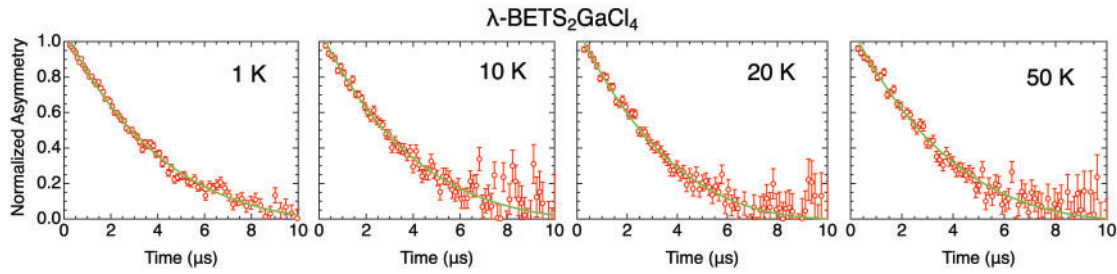 λ-BETS₂GaCl₄
Normalized Asymmetry
1.0
0.8
0.6
0.4
0.2
0.0
1 K
0 2 4 6 8 10
Time (μs)
10 K
0 2 4 6 8 10
Time (μs)
20 K
0 2 4 6 8 10
Time (μs)
50 K
0 2 4 6 8 10
Time (μs)